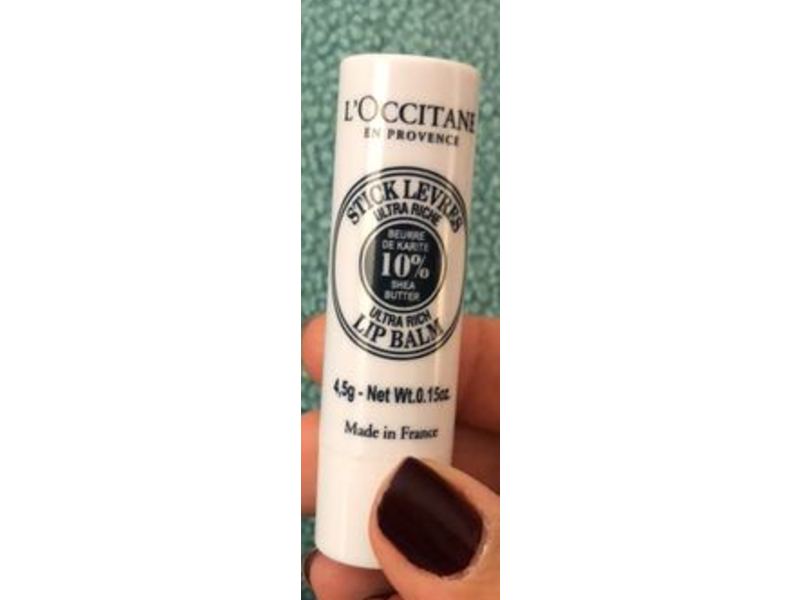 L'OCCITANE
EN PROVENCE
STICK LEVRES
ULTRA RICHE
BEURRE
DE KARITE
10%
SHEA
BUTTER
ULTRA RICH
LIP BALM
4,5g - Net Wt.0.15oz.
Made in France